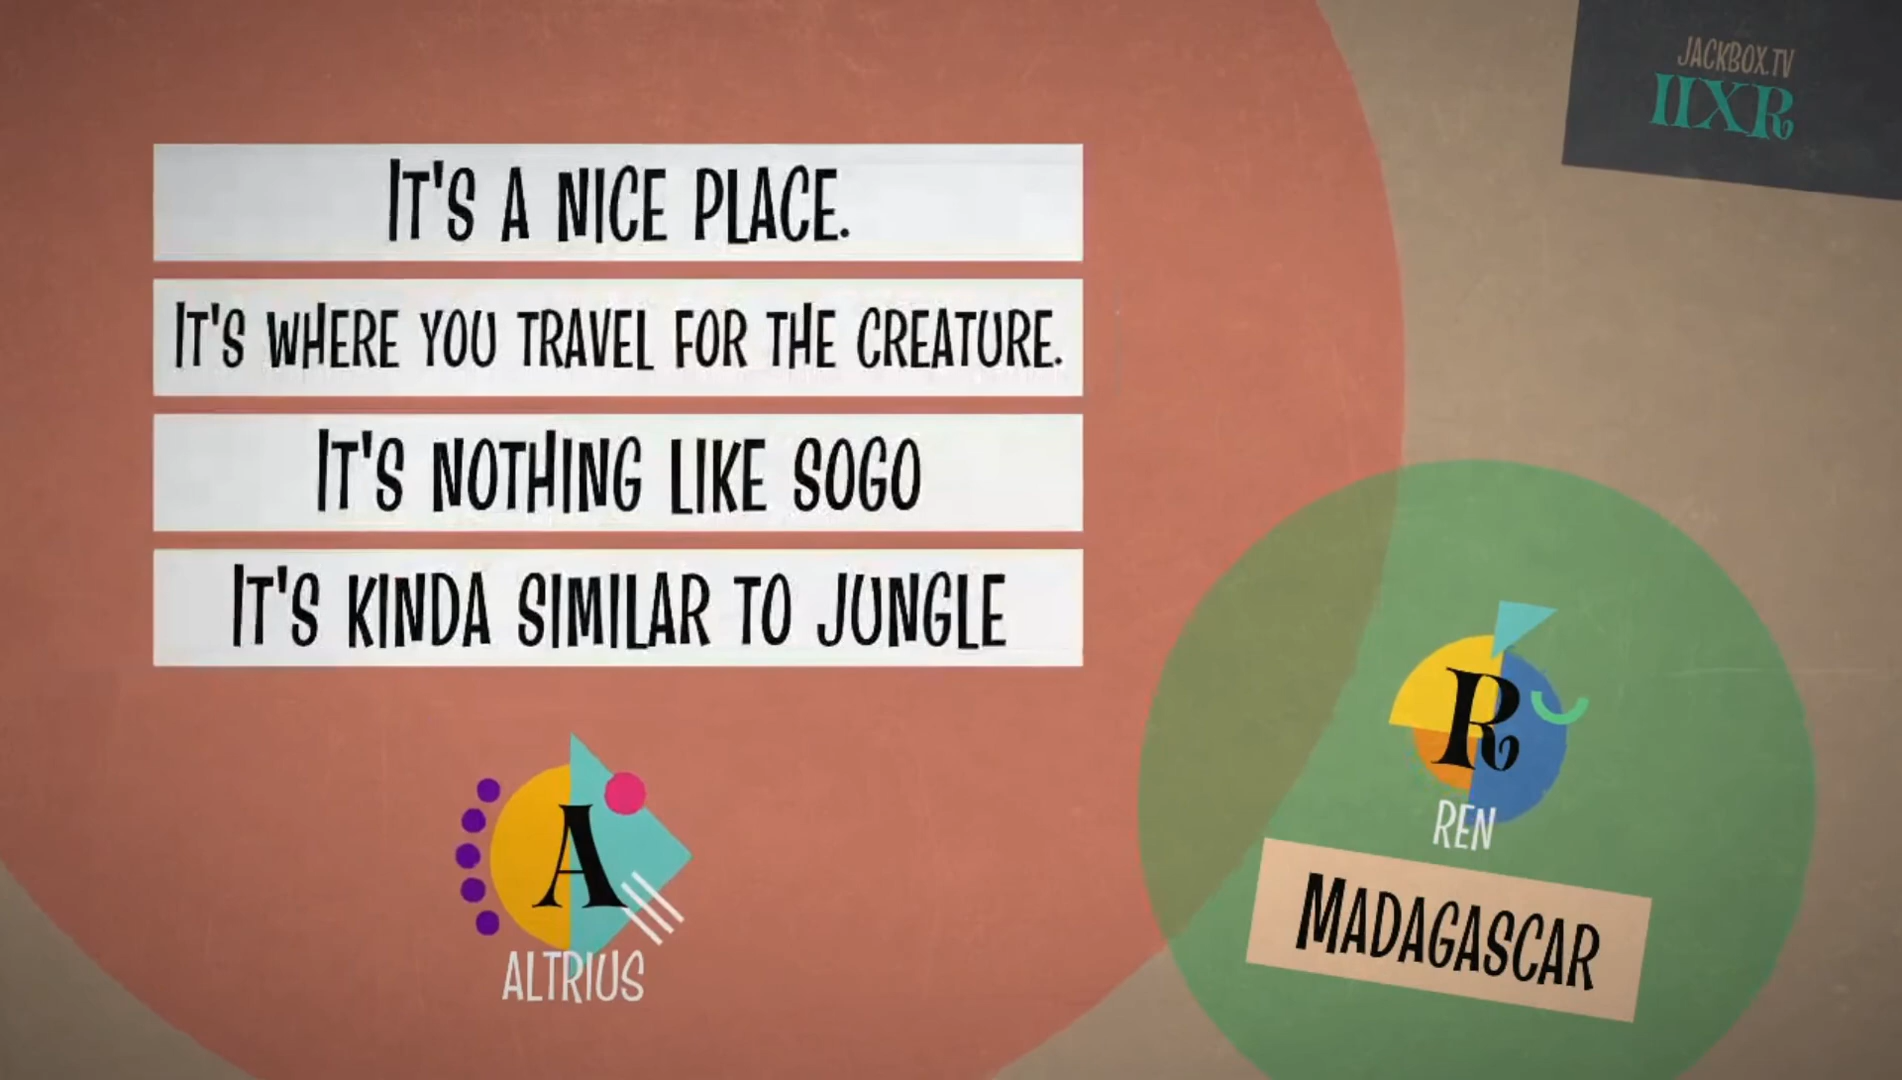 JACKBOX.TV
IIXR
IT'S A NICE PLACE.
IT'S WHERE YOU TRAVEL FOR THE CREATURE.
IT'S NOTHING LIKE SOGO
IT'S KINDA SIMILAR TO JUNGLE
A
ALTRIUS
R
REN
MADAGASCAR